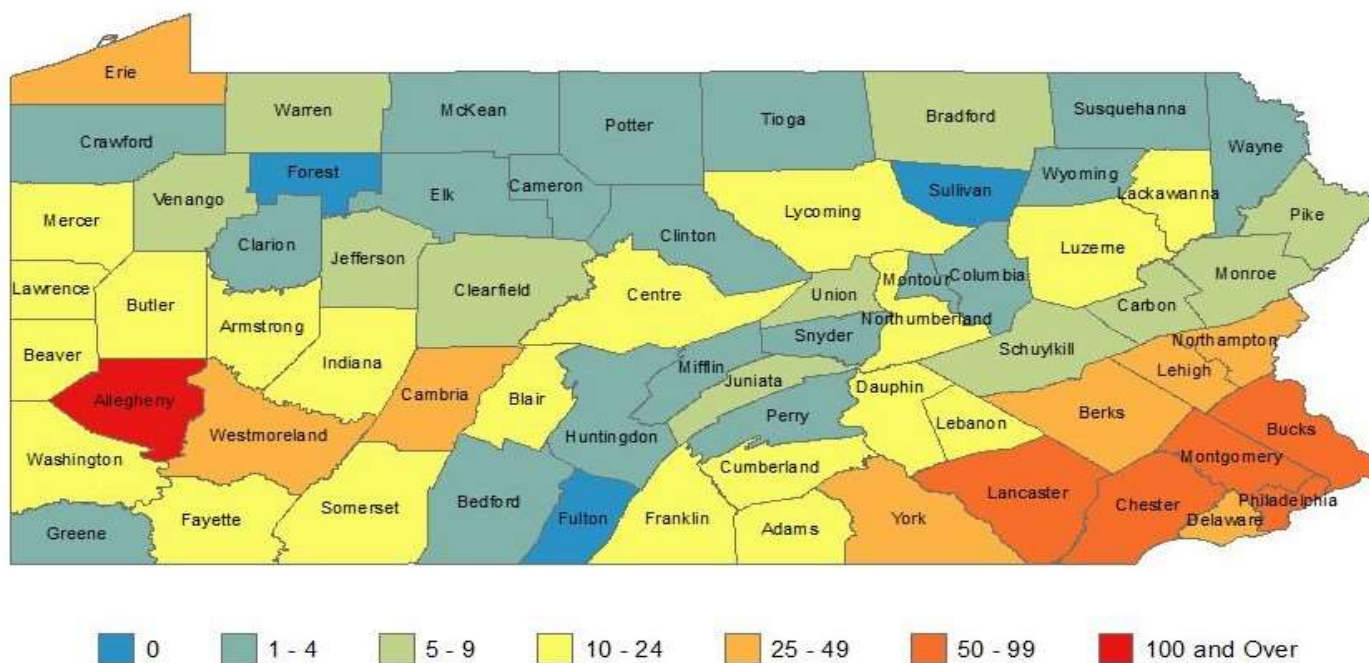 Erie
Warren
McKean
Potter
Tioga
Bradford
Susquehanna
Wayne
Crawford
Forest
Elk
Cameron
Sullivan
Wyoming
Lackawanna
Venango
Mercer
Clarion
Jefferson
Clinton
Lycoming
Pike
Luzerne
Monroe
Lawrence
Butler
Clearfield
Centre
Union
Montour
Columbia
Carbon
Armstrong
Northumberland
Snyder
Beaver
Indiana
Schuylkill
Northampton
Mifflin
Juniata
Lehigh
Allegheny
Cambria
Blair
Dauphin
Perry
Berks
Westmoreland
Huntingdon
Lebanon
Bucks
Washington
Cumberland
Montgomery
Greene
Fayette
Somerset
Bedford
Fulton
Franklin
Adams
York
Lancaster
Chester
Philadelphia
Delaware
0 1 - 4 5 - 9 10 - 24 25 - 49 50 - 99 100 and Over